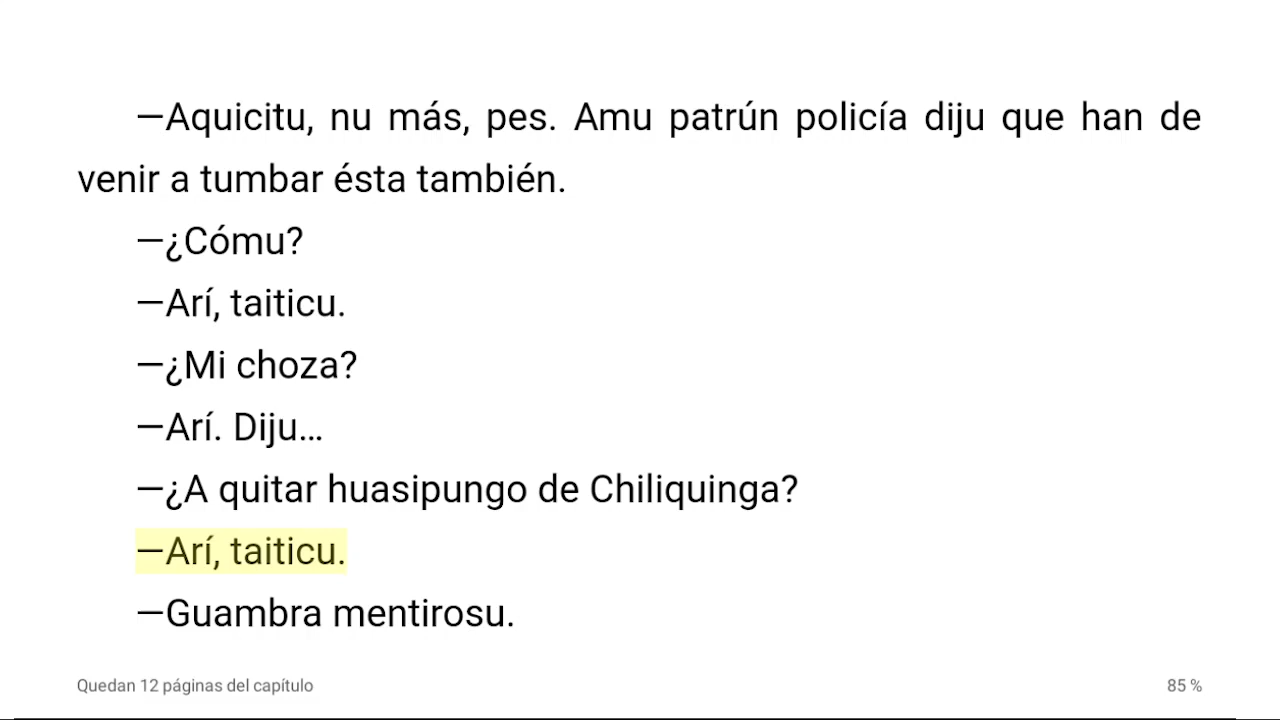 —Aquicitu, nu más, pes. Amu patrún policía diju que han de
venir a tumbar ésta también.
—¿Cómu?
—Arí, taiticu.
—¿Mi choza?
—Arí. Diju…
—¿A quitar huasipungo de Chiliquinga?
—Arí, taiticu.
—Guambra mentirosu.
Quedan 12 páginas del capítulo
85 %